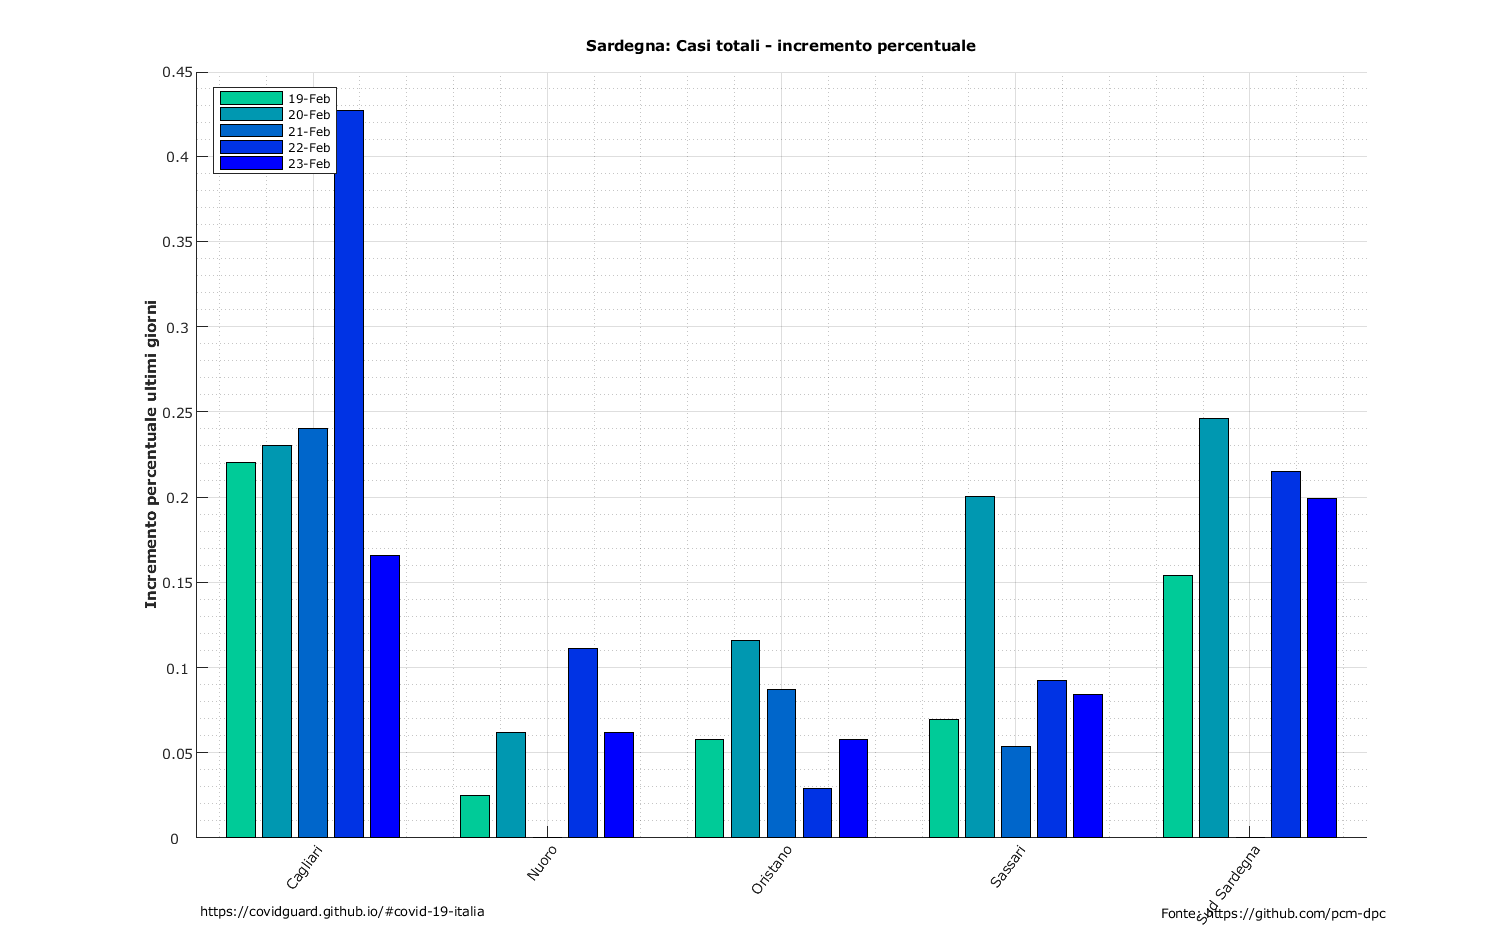 Sardegna: Casi totali - incremento percentuale
19-Feb
20-Feb
21-Feb
22-Feb
23-Feb
Incremento percentuale ultimi giorni
0.45
0.4
0.35
0.3
0.25
0.2
0.15
0.1
0.05
0
Cagliari
Nuoro
Oristano
Sassari
Sud Sardegna
https://covidguard.github.io/#covid-19-italia
Fonte: https://github.com/pcm-dpc